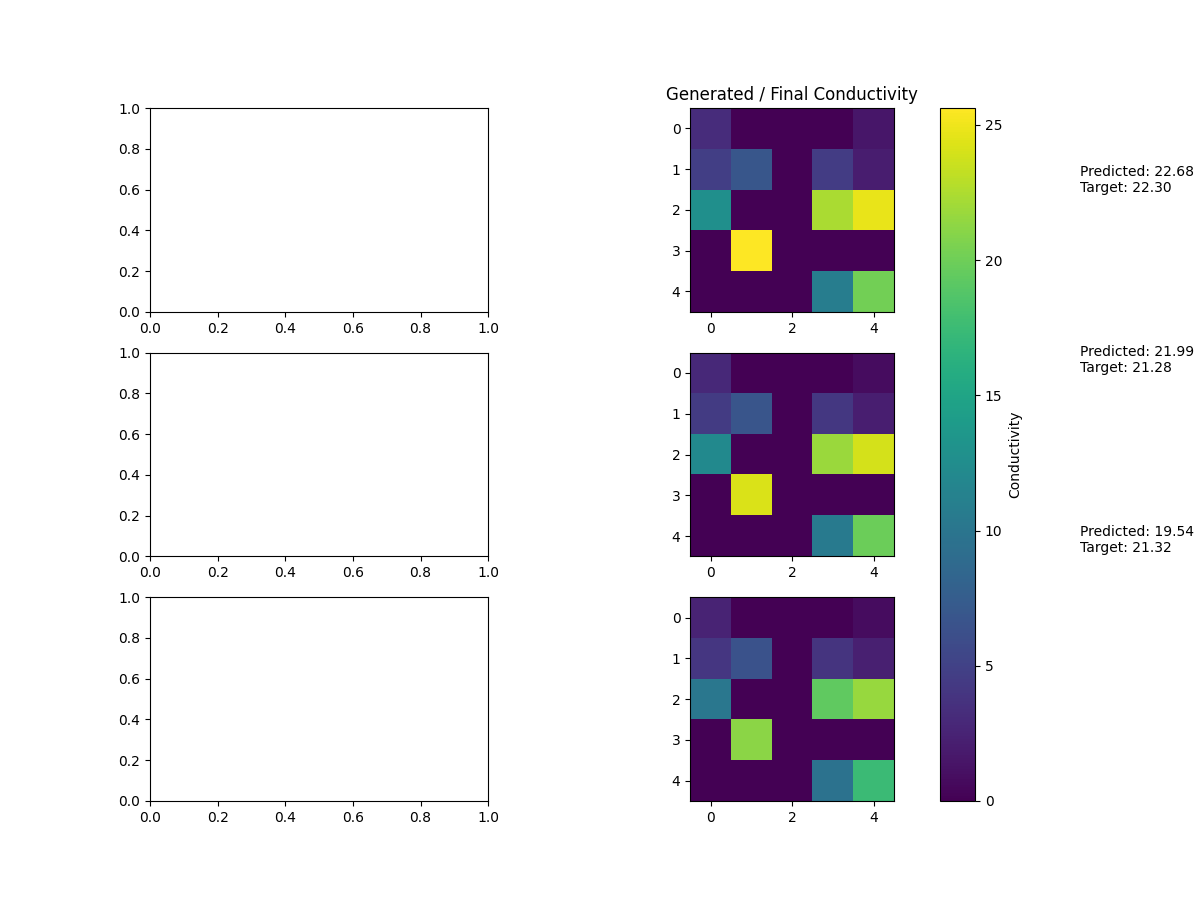 Generated / Final Conductivity
1.0
0.8
0.6
0.4
0.2
0.0
0.0 0.2 0.4 0.6 0.8 1.0
0
1
2
3
4
0 2 4
1.0
0.8
0.6
0.4
0.2
0.0
0.0 0.2 0.4 0.6 0.8 1.0
0
1
2
3
4
0 2 4
1.0
0.8
0.6
0.4
0.2
0.0
0.0 0.2 0.4 0.6 0.8 1.0
0
1
2
3
4
0 2 4
25
20
15
10
5
0
Conductivity
Predicted: 22.68
Target: 22.30
Predicted: 21.99
Target: 21.28
Predicted: 19.54
Target: 21.32